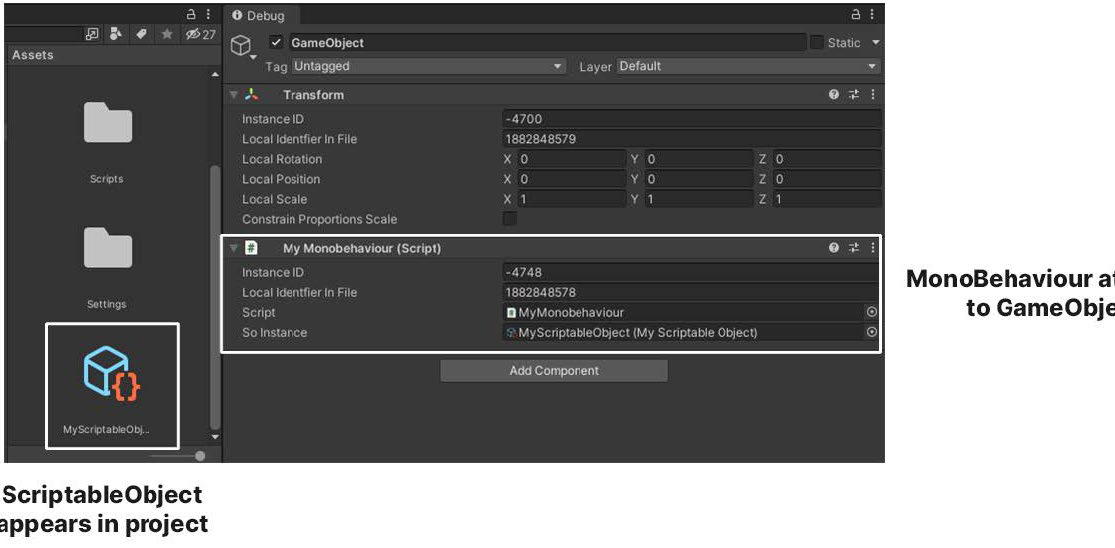 Debug
27
Assets
GameObject
Static
Tag Untagged Layer Default
Transform
Instance ID -4700
Local Identfier In File 1882848579
Local Rotation X 0 Y 0 Z 0
Local Position X 0 Y 0 Z 0
Local Scale X 1 Y 1 Z 1
Constrain Proportions Scale
Scripts
# My Monobehaviour (Script)
Instance ID -4748
Local Identfier In File 1882848578
Script # MyMonobehaviour
So Instance MyScriptableObject (My Scriptable Object)
Settings
Add Component
{}
MyScriptableObj...
MonoBehaviour at
to GameObje
ScriptableObject
appears in project